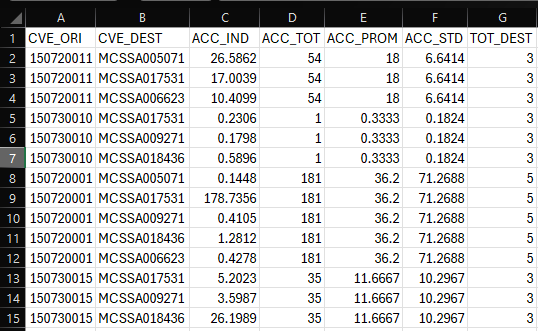 A B C D E F G
1 CVE_ORI CVE_DEST ACC_IND ACC_TOT ACC_PROM ACC_STD TOT_DEST
2 150720011 MCSSA005071 26.5862 54 18 6.6414 3
3 150720011 MCSSA017531 17.0039 54 18 6.6414 3
4 150720011 MCSSA006623 10.4099 54 18 6.6414 3
5 150730010 MCSSA017531 0.2306 1 0.3333 0.1824 3
6 150730010 MCSSA009271 0.1798 1 0.3333 0.1824 3
7 150730010 MCSSA018436 0.5896 1 0.3333 0.1824 3
8 150720001 MCSSA005071 0.1448 181 36.2 71.2688 5
9 150720001 MCSSA017531 178.7356 181 36.2 71.2688 5
10 150720001 MCSSA009271 0.4105 181 36.2 71.2688 5
11 150720001 MCSSA018436 1.2812 181 36.2 71.2688 5
12 150720001 MCSSA006623 0.4278 181 36.2 71.2688 5
13 150730015 MCSSA017531 5.2023 35 11.6667 10.2967 3
14 150730015 MCSSA009271 3.5987 35 11.6667 10.2967 3
15 150730015 MCSSA018436 26.1989 35 11.6667 10.2967 3